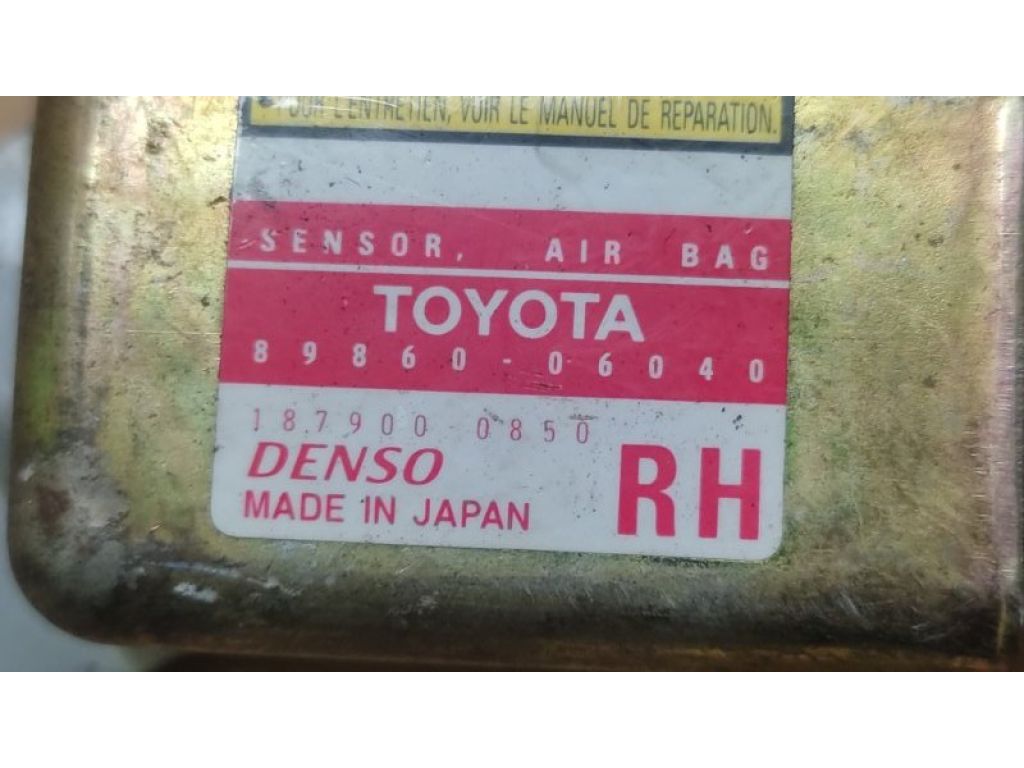 POUR L'ENTRETIEN, VOIR LE MANUEL DE REPARATION.
SENSOR, AIR BAG
TOYOTA
89860-06040
187900 0850
DENSO
MADE IN JAPAN
RH